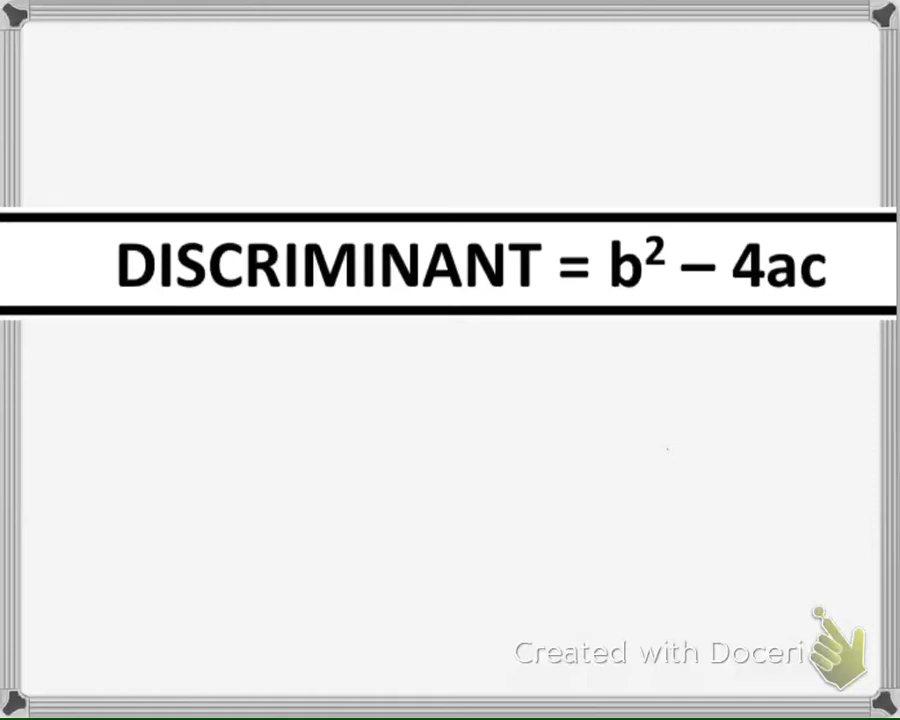 DISCRIMINANT = b² – 4ac
Created with Doceri